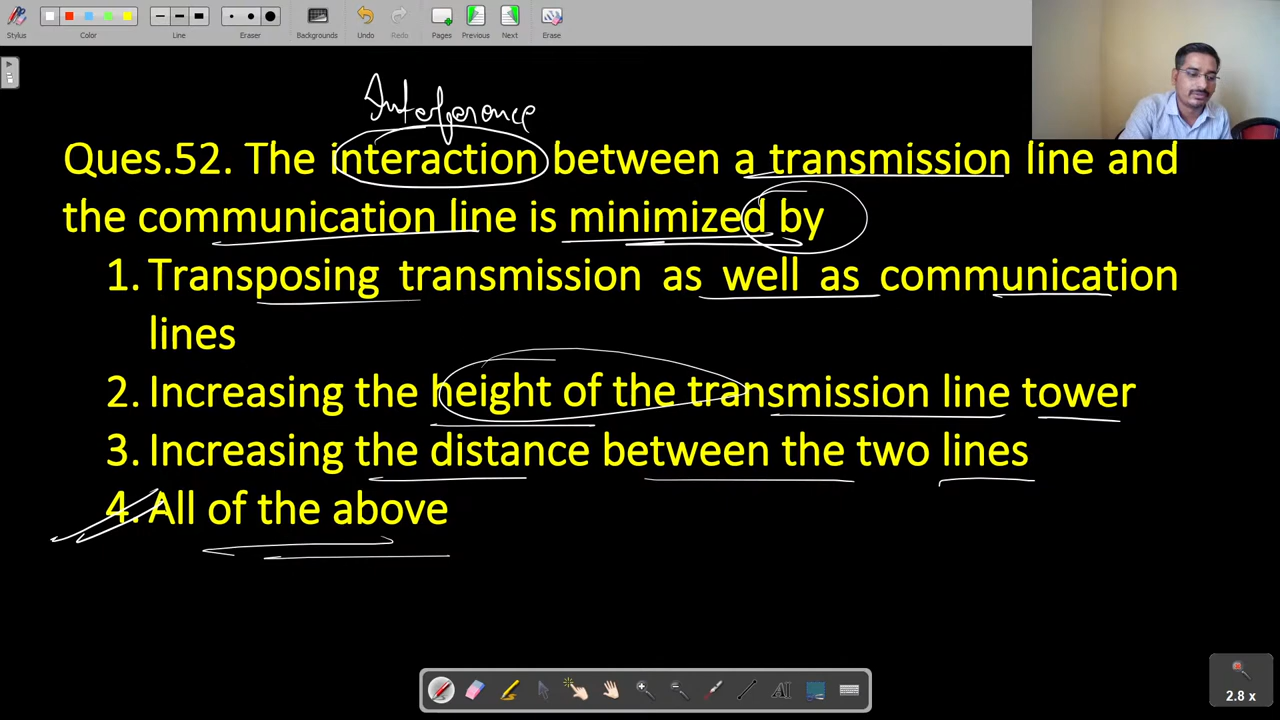 Stylus
Color
Line
Eraser
Backgrounds
Undo
Redo
Pages
Previous
Next
Erase
Interference
Ques.52. The interaction between a transmission line and
the communication line is minimized by
1. Transposing transmission as well as communication
lines
2. Increasing the height of the transmission line tower
3. Increasing the distance between the two lines
4. All of the above
AI
2.8 x